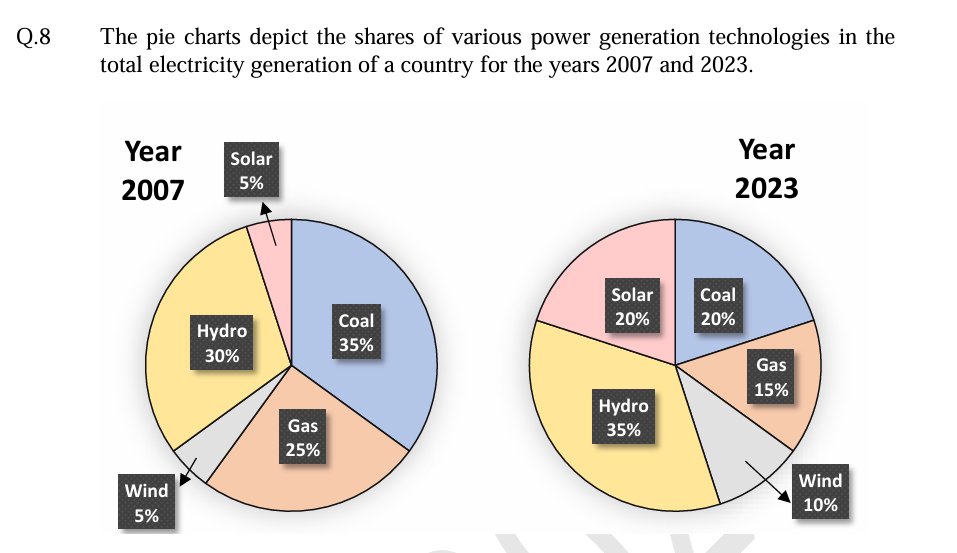 Q.8 The pie charts depict the shares of various power generation technologies in the
total electricity generation of a country for the years 2007 and 2023.
Year
2007
Solar
5%
Coal
35%
Hydro
30%
Gas
25%
Wind
5%
Year
2023
Solar
20%
Coal
20%
Gas
15%
Hydro
35%
Wind
10%